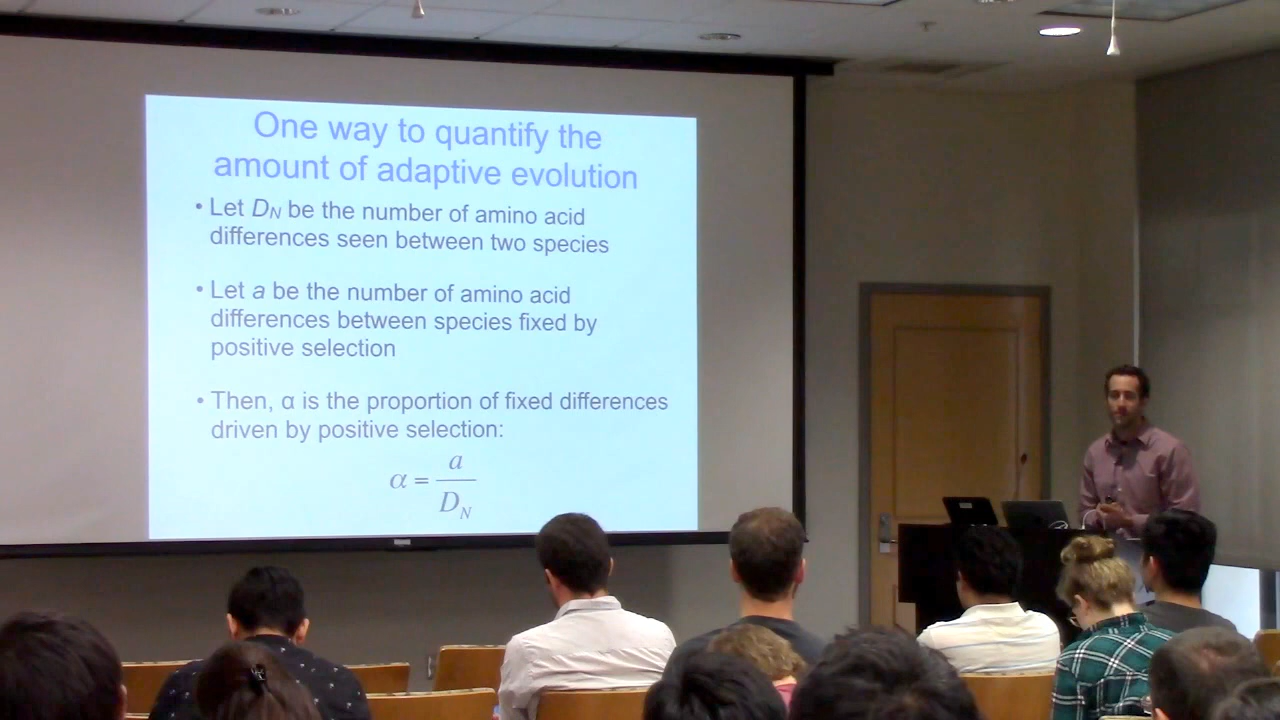 One way to quantify the
amount of adaptive evolution
• Let DN be the number of amino acid
differences seen between two species
• Let a be the number of amino acid
differences between species fixed by
positive selection
• Then, α is the proportion of fixed differences
driven by positive selection:
α = a / DN